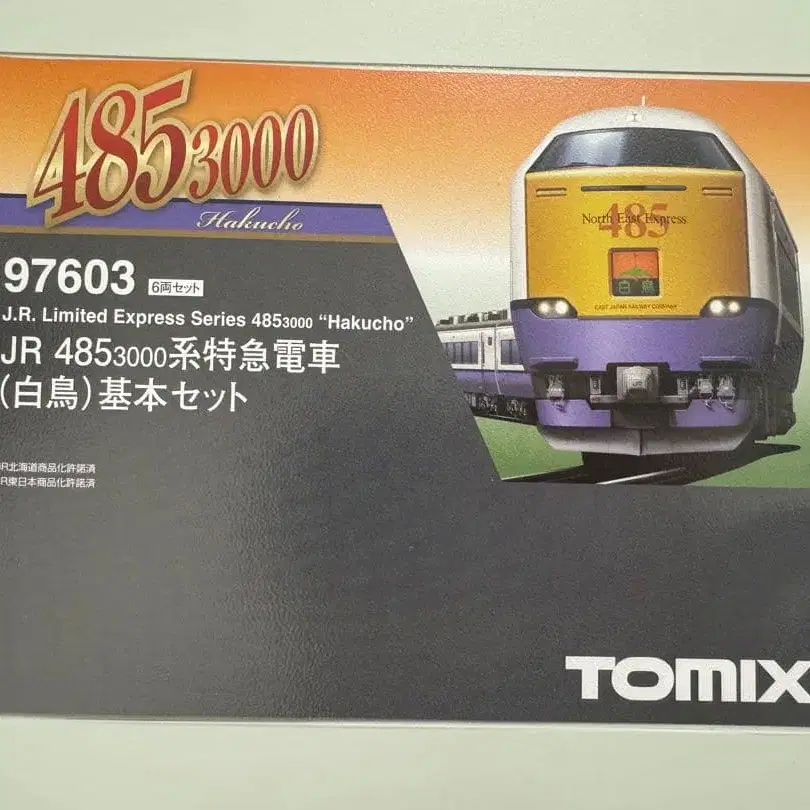 485 3000
Hakucho
97603 6両セット
J.R. Limited Express Series 4853000 “Hakucho”
JR 4853000系特急電車
(白鳥)基本セット
JR北海道商品化許諾済
JR東日本商品化許諾済
North East Express
485
白鳥
EAST JAPAN RAILWAY COMPANY
TOMIX